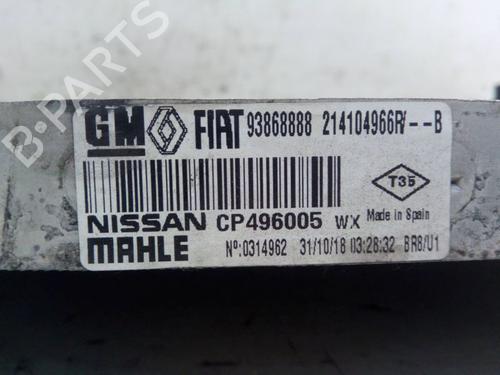 B-PARTS
GM FIAT 93868888 214104966R/--B
T35
NISSAN CP496005 WX Made in Spain
MAHLE Nº:0314962 31/10/18 03:28:32 BR8/U1